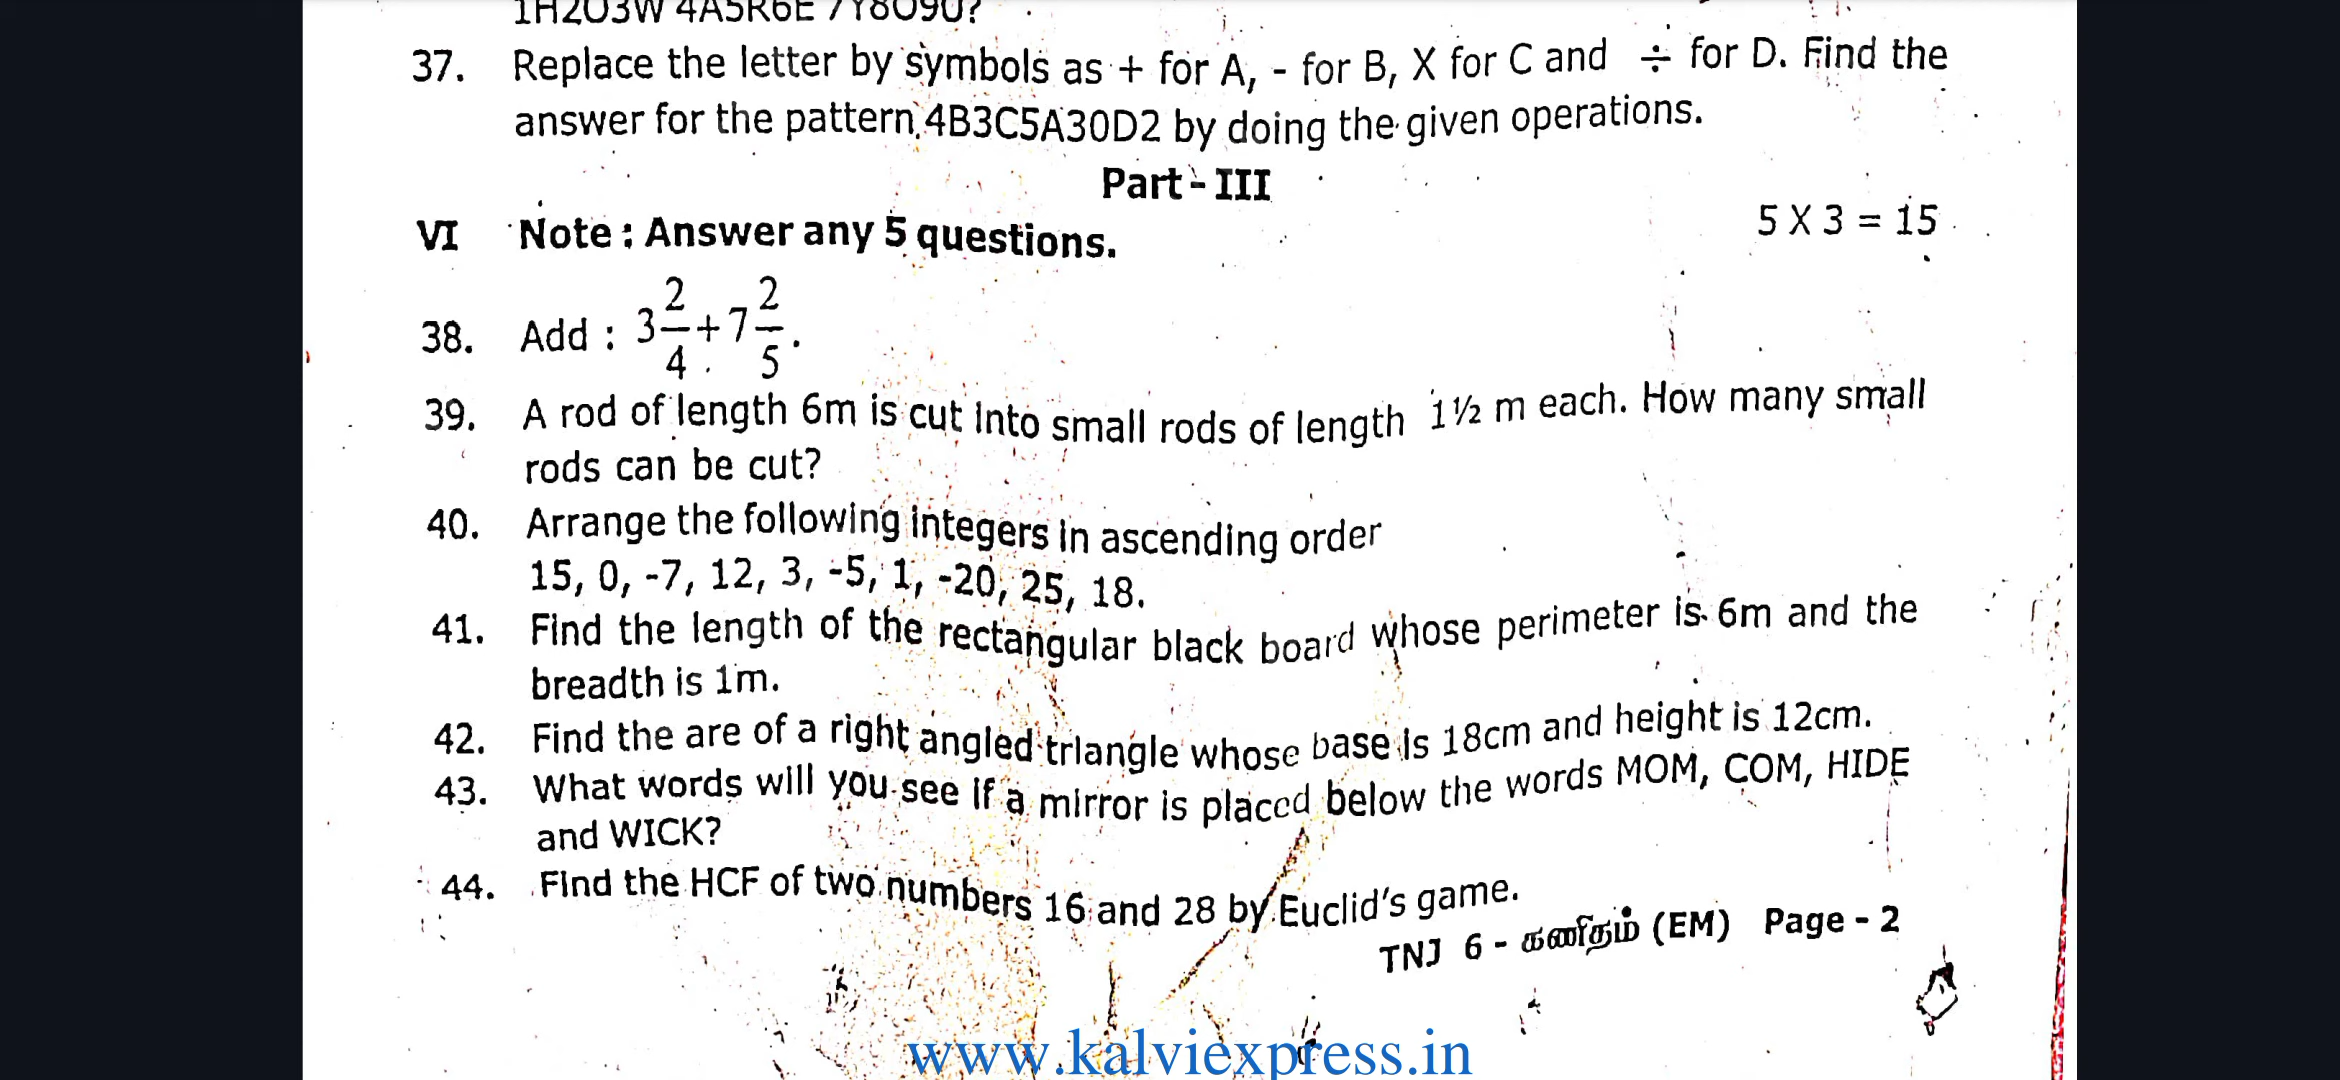 1H2O3W 4A5R6E 7Y8O9U?
37. Replace the letter by symbols as + for A, - for B, X for C and ÷ for D. Find the
answer for the pattern 4B3C5A30D2 by doing the given operations.
Part - III
VI Note : Answer any 5 questions. 5 X 3 = 15
38. Add : 3 2/4 + 7 2/5.
39. A rod of length 6m is cut into small rods of length 1½ m each. How many small
rods can be cut?
40. Arrange the following integers in ascending order
15, 0, -7, 12, 3, -5, 1, -20, 25, 18.
41. Find the length of the rectangular black board whose perimeter is 6m and the
breadth is 1m.
42. Find the are of a right angled triangle whose base is 18cm and height is 12cm.
43. What words will you see if a mirror is placed below the words MOM, COM, HIDE
and WICK?
44. Find the HCF of two numbers 16 and 28 by Euclid's game.
TNJ 6 - கணிதம் (EM) Page - 2
www.kalviexpress.in